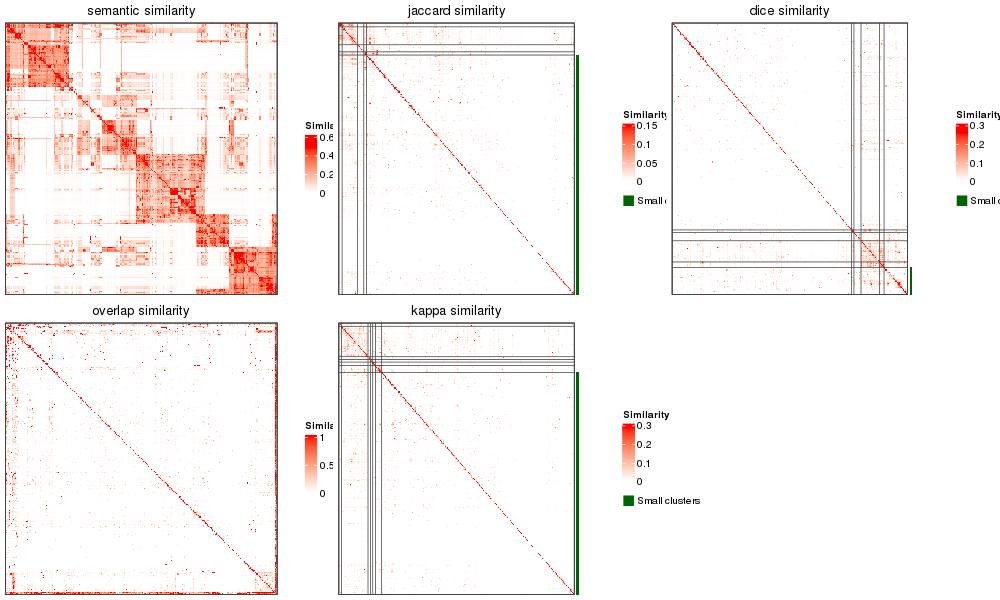 semantic similarity
Simila
0.6
0.4
0.2
0
jaccard similarity
Similarity
0.15
0.1
0.05
0
Small c
dice similarity
Similarity
0.3
0.2
0.1
0
Small c
overlap similarity
Simila
1
0.5
0
kappa similarity
Similarity
0.3
0.2
0.1
0
Small clusters